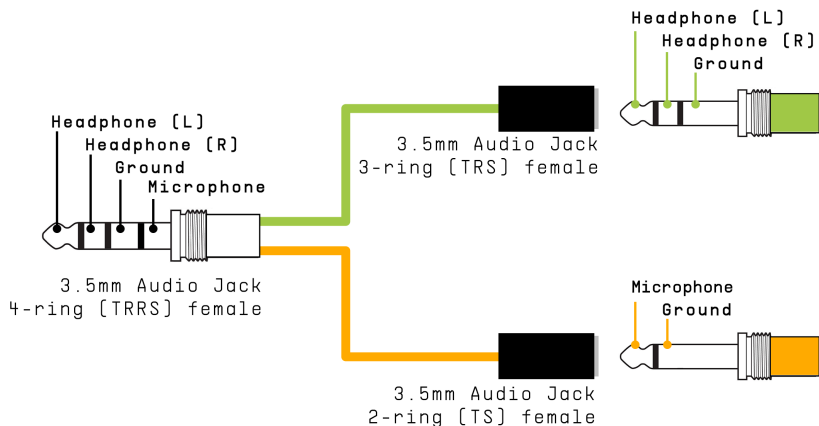 Headphone (L)
Headphone (R)
Ground
Headphone (L)
Headphone (R)
Ground
Microphone
3.5mm Audio Jack
3-ring (TRS) female
3.5mm Audio Jack
4-ring (TRRS) female
Microphone
Ground
3.5mm Audio Jack
2-ring (TS) female